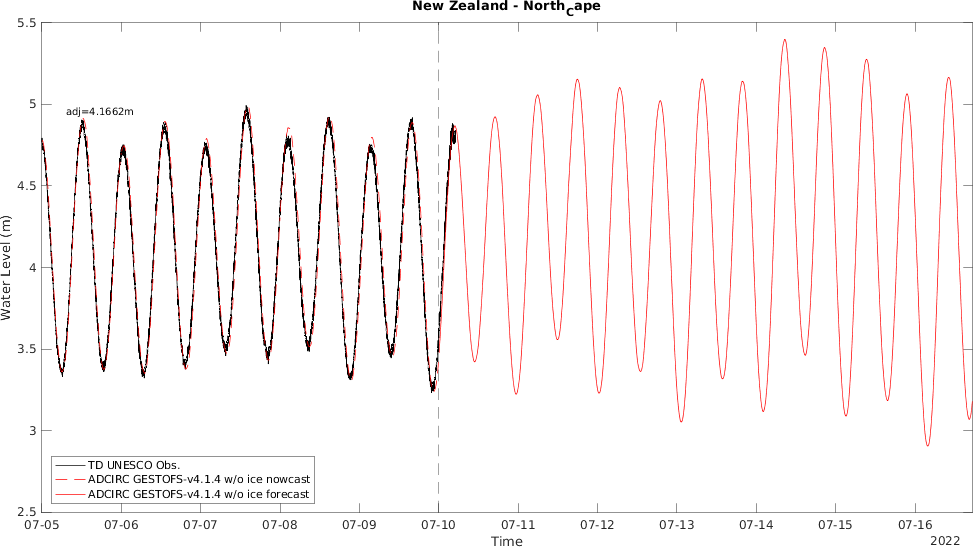 New Zealand - NorthCape
5.5
adj=4.1662m
5
4.5
4
3.5
3
2.5
Water Level (m)
TD UNESCO Obs.
ADCIRC GESTOFS-v4.1.4 w/o ice nowcast
ADCIRC GESTOFS-v4.1.4 w/o ice forecast
07-05 07-06 07-07 07-08 07-09 07-10 07-11 07-12 07-13 07-14 07-15 07-16
Time
2022